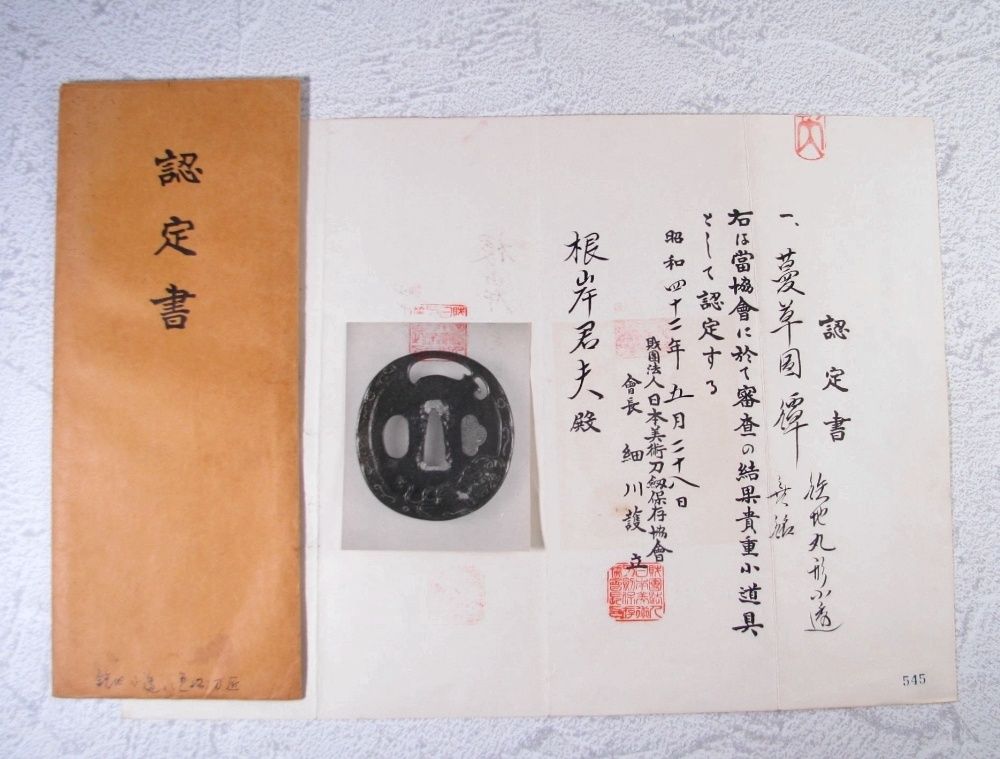 認定書
認定書
一、蔓草図鐔
鉄地丸形小透
無銘
右は當協會に於て審査の結果貴重小道具
として認定する
昭和四十二年五月二十八日
財團法人日本美術刀剣保存協會
會長 細川護立
根岸君夫殿
545